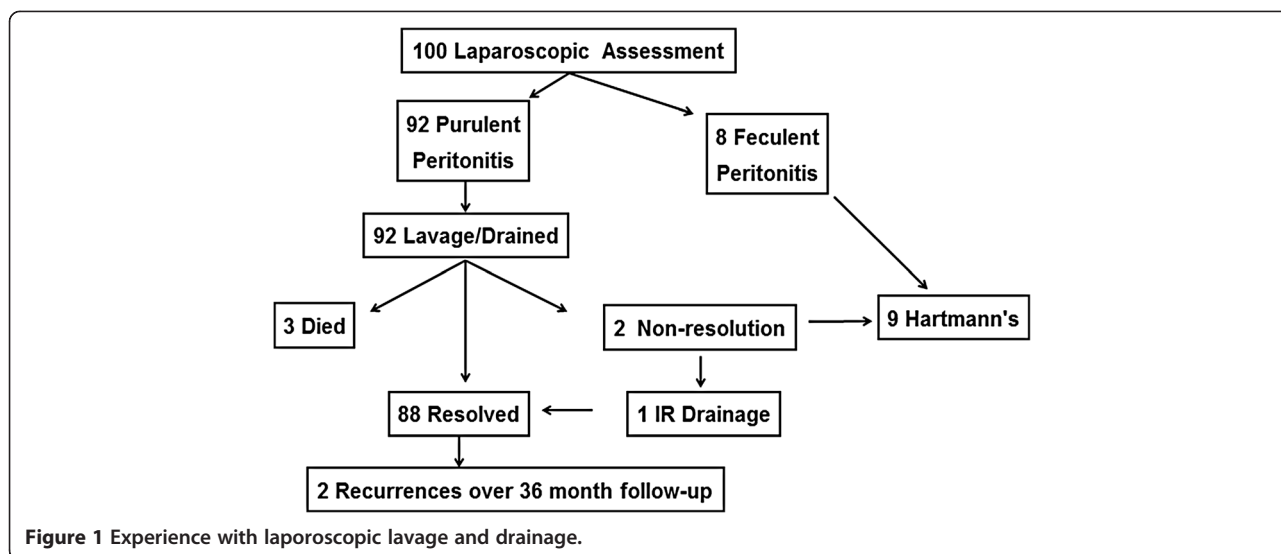 100 Laparoscopic Assessment
92 Purulent
Peritonitis
8 Feculent
Peritonitis
92 Lavage/Drained
3 Died
2 Non-resolution
9 Hartmann's
88 Resolved
1 IR Drainage
2 Recurrences over 36 month follow-up
Figure 1 Experience with laporoscopic lavage and drainage.